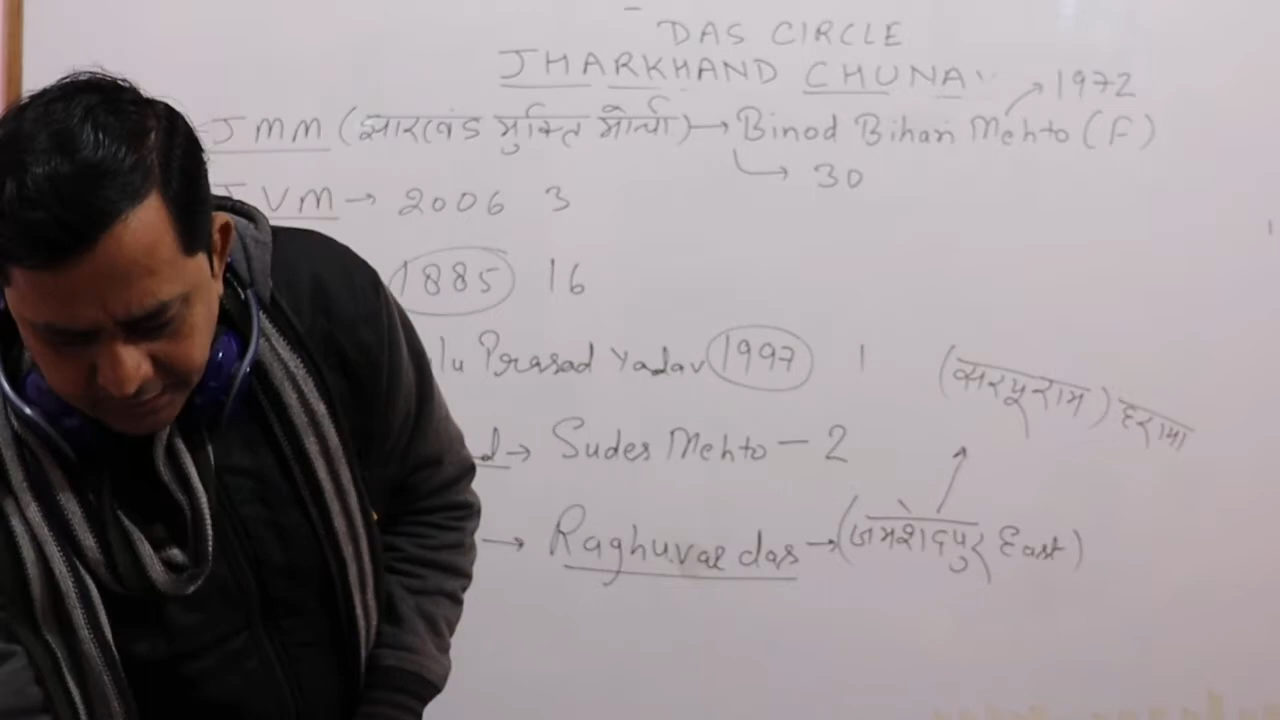 DAS CIRCLE
JHARKHAND CHUNAV
→ 1972
JMM (झारखंड मुक्ति मोर्चा) → Binod Bihari Mehto (F)
→ 30
JVM → 2006 3
1885 16
lu Prasad Yadav 1997 1
(सरयू राम) हराया
d → Sudes Mehto - 2
→ Raghuvar das → (जमशेदपुर East)